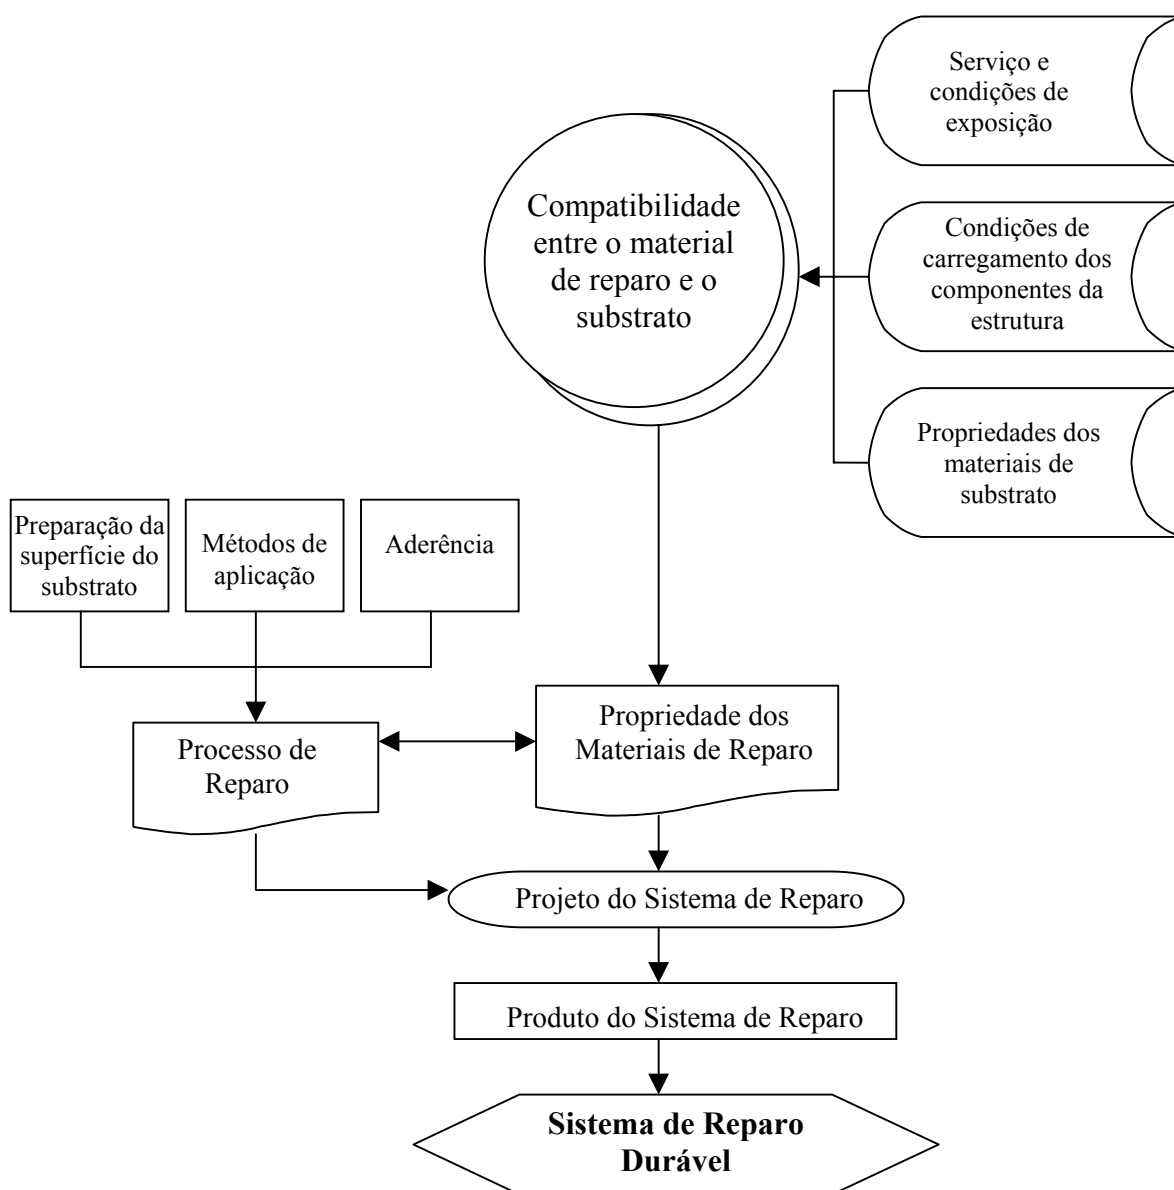 Serviço e
condições de
exposição
Compatibilidade
entre o material
de reparo e o
substrato
Condições de
carregamento dos
componentes da
estrutura
Propriedades dos
materiais de
substrato
Preparação da
superfície do
substrato
Métodos de
aplicação
Aderência
Processo de
Reparo
Propriedade dos
Materiais de Reparo
Projeto do Sistema de Reparo
Produto do Sistema de Reparo
Sistema de Reparo
Durável